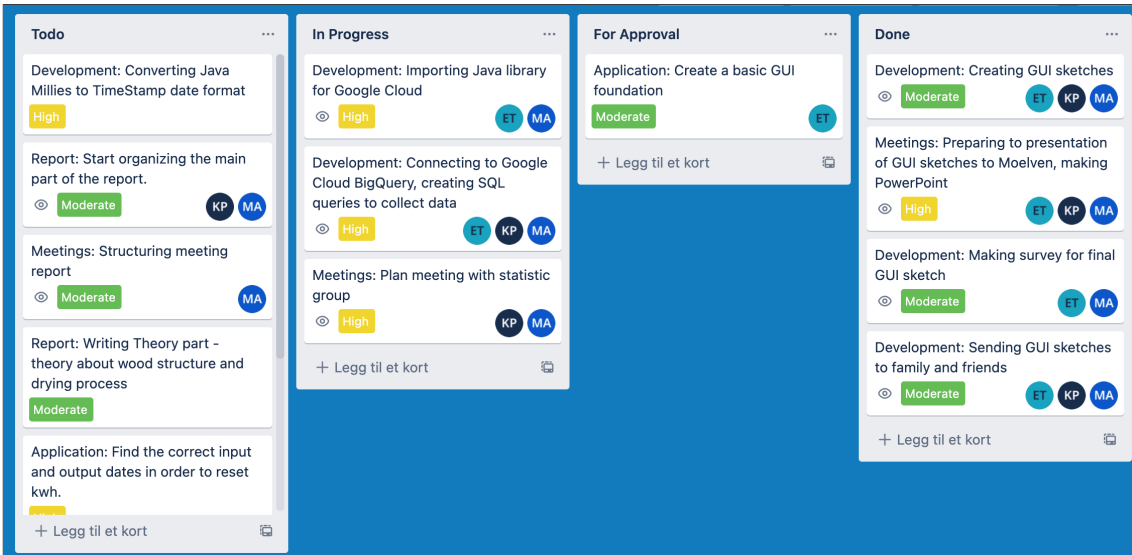 Todo
Development: Converting Java
Millies to TimeStamp date format
High
Report: Start organizing the main
part of the report.
Moderate
KP MA
Meetings: Structuring meeting
report
Moderate
MA
Report: Writing Theory part -
theory about wood structure and
drying process
Moderate
Application: Find the correct input
and output dates in order to reset
kwh.
+ Legg til et kort
In Progress
Development: Importing Java library
for Google Cloud
High
ET MA
Development: Connecting to Google
Cloud BigQuery, creating SQL
queries to collect data
High
ET KP MA
Meetings: Plan meeting with statistic
group
High
KP MA
+ Legg til et kort
For Approval
Application: Create a basic GUI
foundation
Moderate
ET
+ Legg til et kort
Done
Development: Creating GUI sketches
Moderate
ET KP MA
Meetings: Preparing to presentation
of GUI sketches to Moelven, making
PowerPoint
High
ET KP MA
Development: Making survey for final
GUI sketch
Moderate
ET MA
Development: Sending GUI sketches
to family and friends
Moderate
ET KP MA
+ Legg til et kort